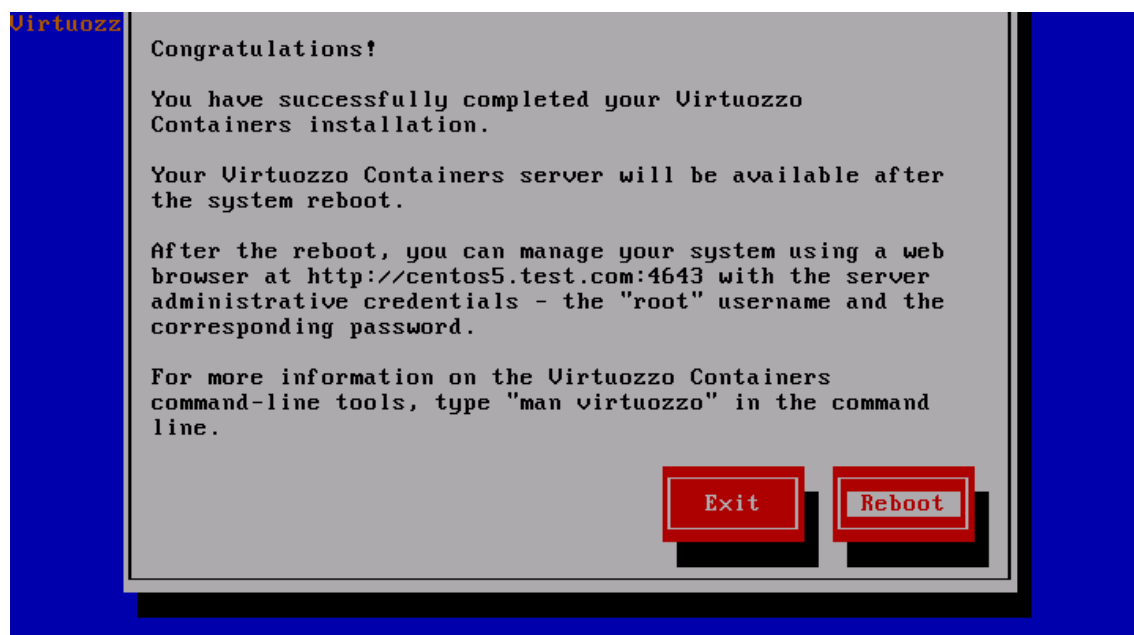 Virtuozz
Congratulations!
You have successfully completed your Virtuozzo
Containers installation.
Your Virtuozzo Containers server will be available after
the system reboot.
After the reboot, you can manage your system using a web
browser at http://centos5.test.com:4643 with the server
administrative credentials - the "root" username and the
corresponding password.
For more information on the Virtuozzo Containers
command-line tools, type "man virtuozzo" in the command
line.
Exit
Reboot